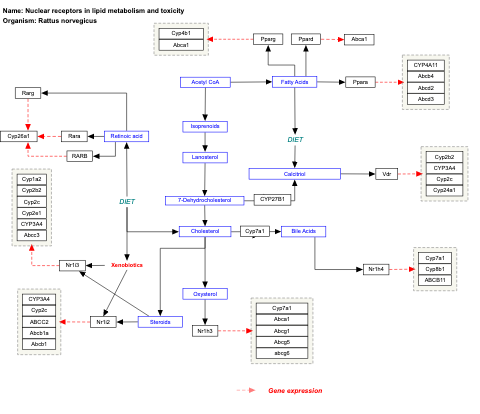 Name: Nuclear receptors in lipid metabolism and toxicity
Organism: Rattus norvegicus
Cyp4b1
Abca1
Pparg
Ppard
Abca1
Acetyl CoA
Fatty Acids
Ppara
CYP4A11
Abcb4
Abcd2
Abcd3
Rarg
Cyp26a1
Rara
Retinoic acid
RARB
Isoprenoids
DIET
Lanosterol
Calcitriol
Vdr
Cyp2b2
CYP3A4
Cyp2c
Cyp24a1
Cyp1a2
Cyp2b2
Cyp2c
Cyp2e1
CYP3A4
Abcc3
DIET
7-Dehydrocholesterol
CYP27B1
Cholesterol
Cyp7a1
Bile Acids
Nr1i3
Xenobiotics
Nr1h4
Cyp7a1
Cyp8b1
ABCB11
Oxysterol
CYP3A4
Cyp2c
ABCC2
Abcb1a
Abcb1
Nr1i2
Steroids
Nr1h3
Cyp7a1
Abca1
Abcg1
Abcg5
abcg6
Gene expression